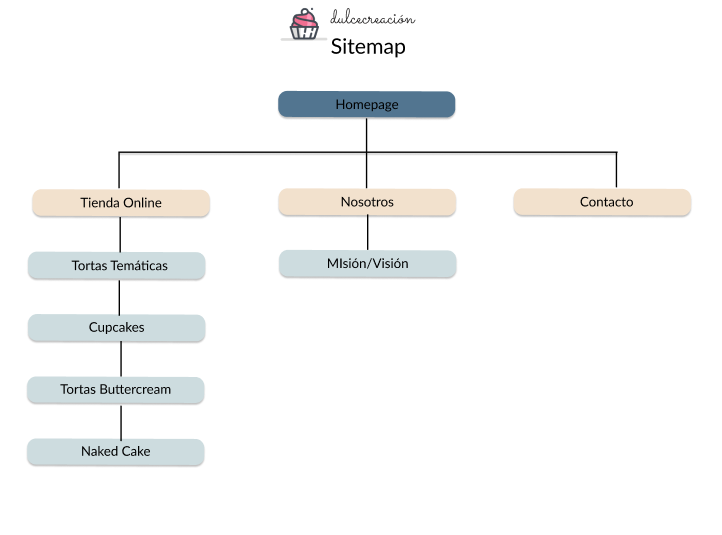 dulcecreación
Sitemap
Homepage
Tienda Online
Nosotros
Contacto
Tortas Temáticas
MIsión/Visión
Cupcakes
Tortas Buttercream
Naked Cake